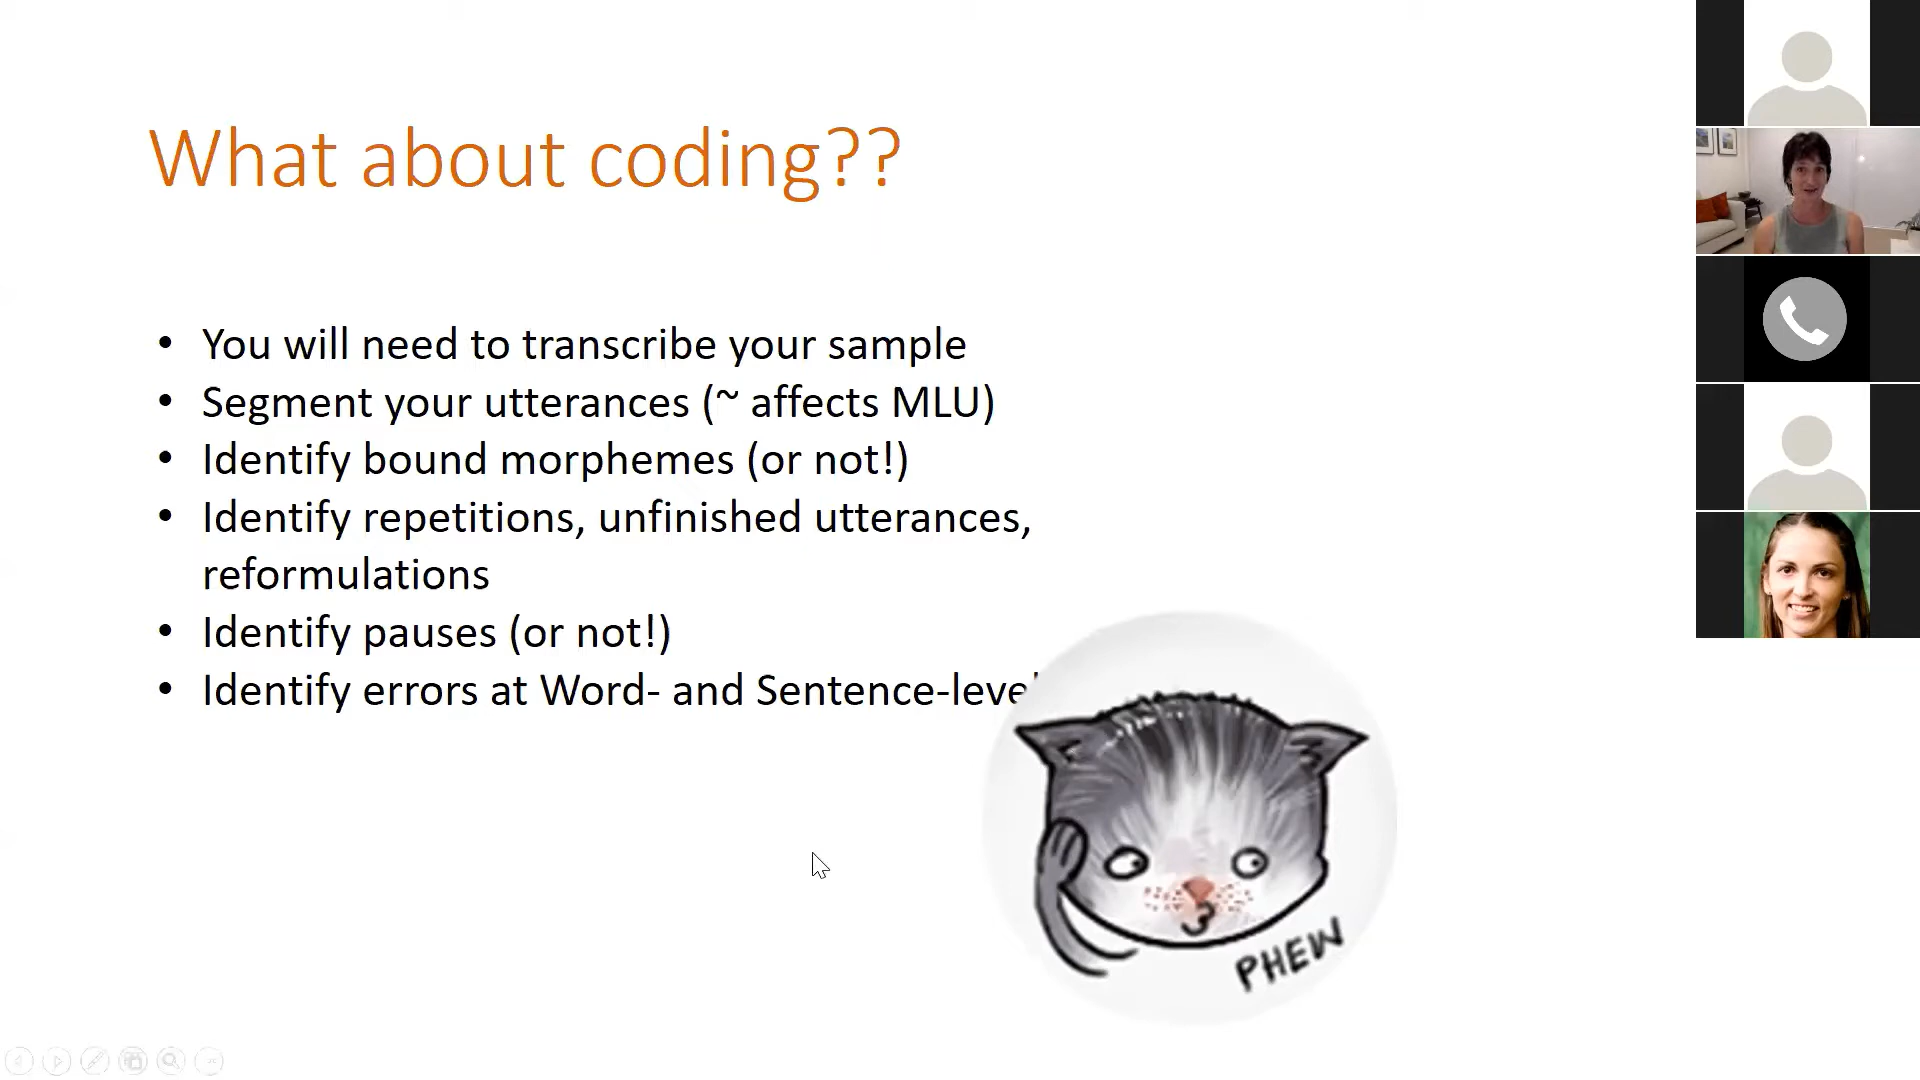 What about coding??
• You will need to transcribe your sample
• Segment your utterances (~ affects MLU)
• Identify bound morphemes (or not!)
• Identify repetitions, unfinished utterances,
reformulations
• Identify pauses (or not!)
• Identify errors at Word- and Sentence-level
PHEW